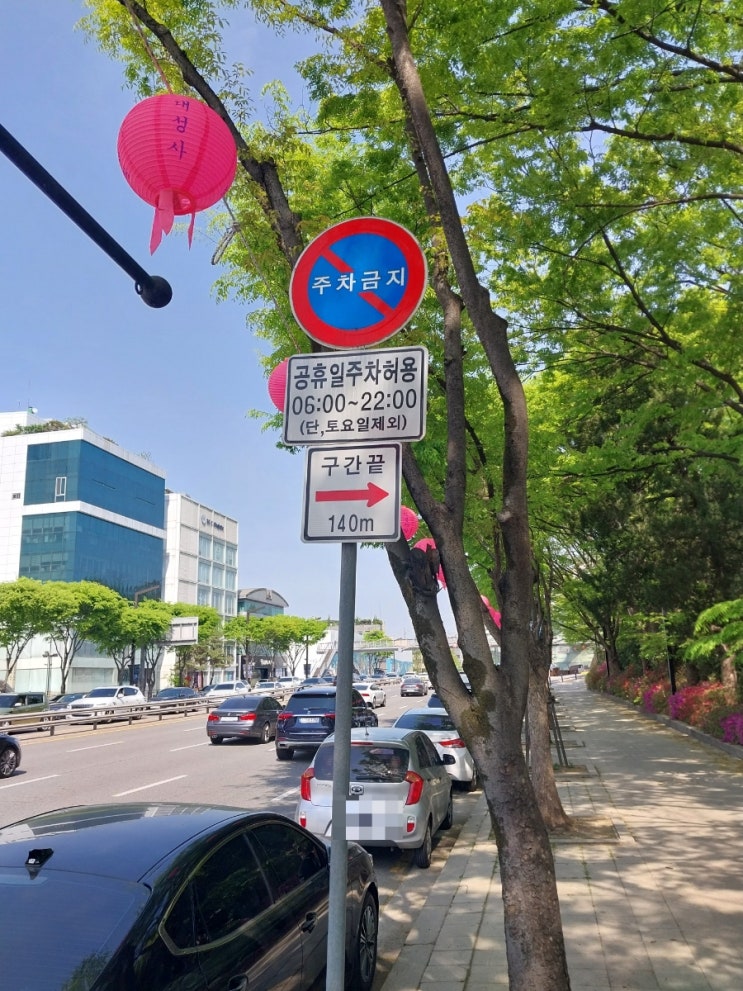 대성사
주차금지
공휴일주차허용
06:00~22:00
(단,토요일제외)
구간끝
140m